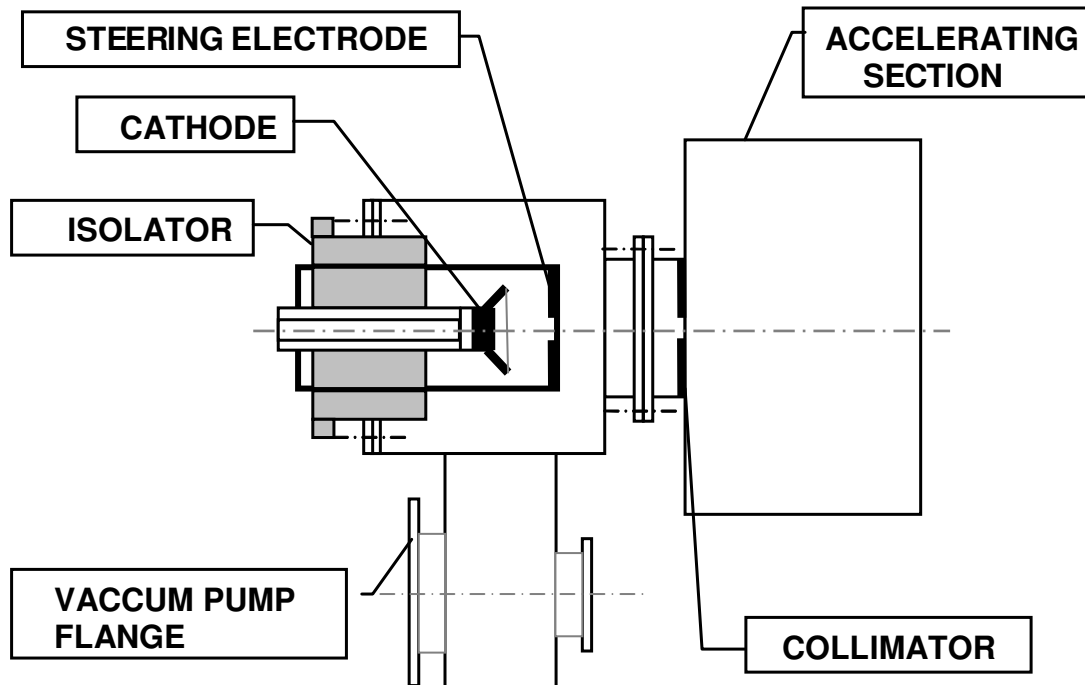 STEERING ELECTRODE
ACCELERATING
SECTION
CATHODE
ISOLATOR
VACCUM PUMP
FLANGE
COLLIMATOR